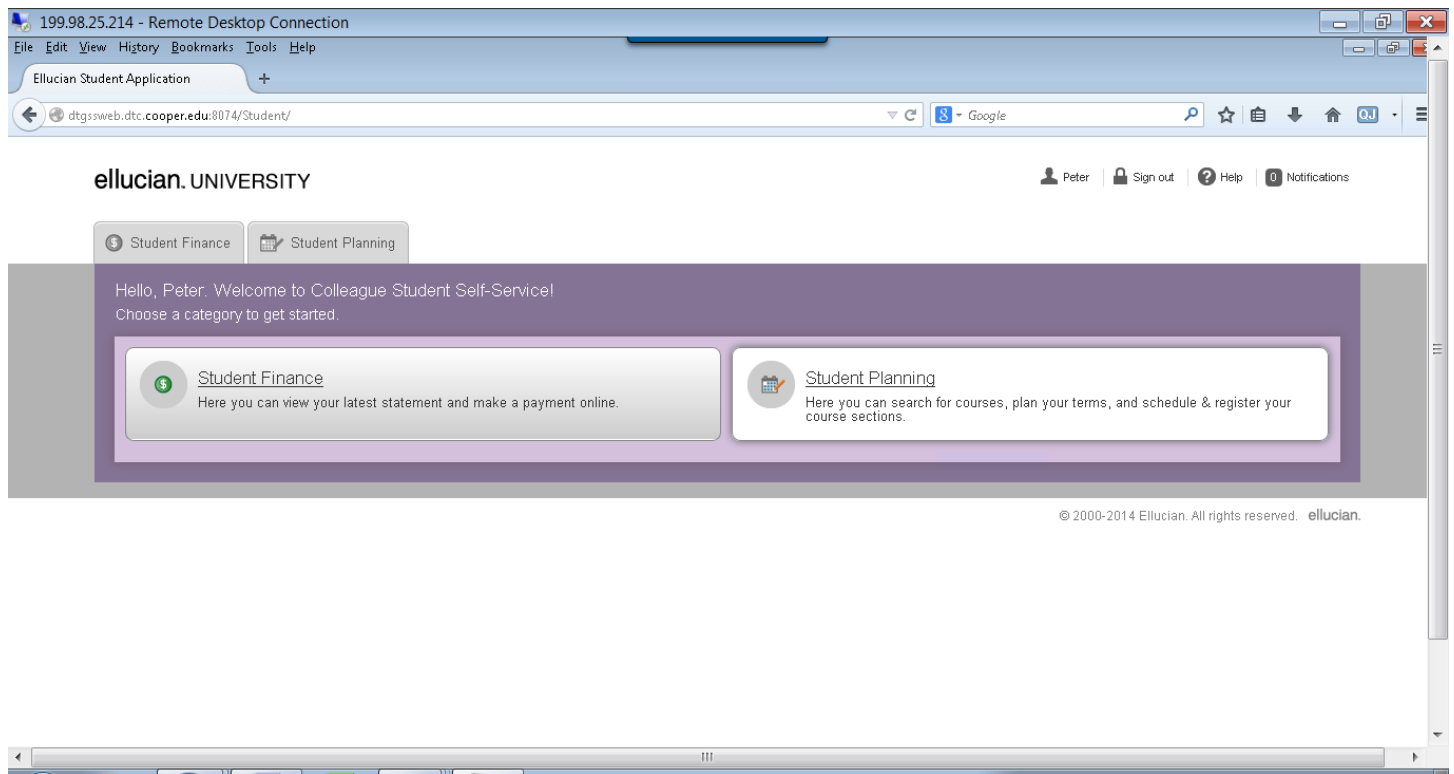 199.98.25.214 - Remote Desktop Connection
File Edit View History Bookmarks Tools Help
Ellucian Student Application +
dtgssweb.dtc.cooper.edu:8074/Student/
8 Google
QJ
ellucian. UNIVERSITY
Peter Sign out ? Help 0 Notifications
$ Student Finance Student Planning
Hello, Peter. Welcome to Colleague Student Self-Service!
Choose a category to get started.
$ Student Finance
Here you can view your latest statement and make a payment online.
Student Planning
Here you can search for courses, plan your terms, and schedule & register your
course sections.
© 2000-2014 Ellucian. All rights reserved. ellucian.